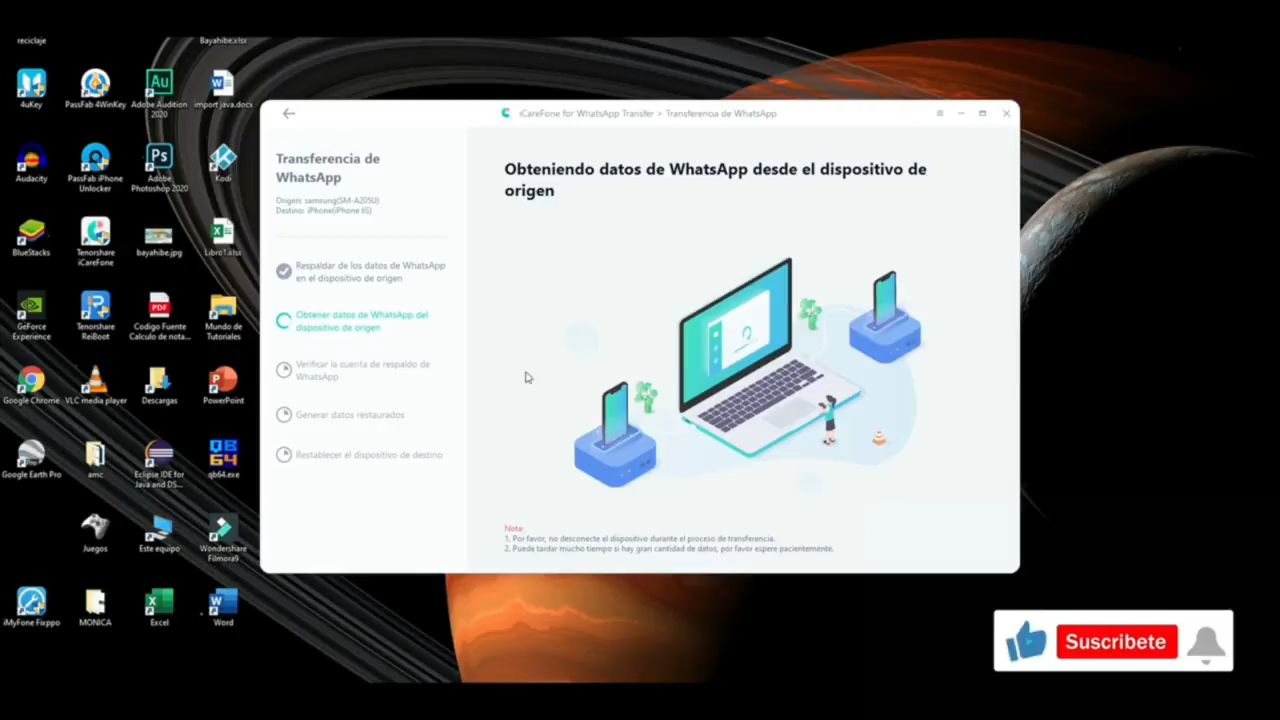 reciclaje
Bayahibe.xlsx
4uKey
PassFab 4WinKey
Adobe Audition
2020
import java.docx
Audacity
PassFab iPhone
Unlocker
Adobe
Photoshop 2020
Kodi
BlueStacks
Tenorshare
iCareFone
bayahibe.jpg
Libro1.xlsx
GeForce
Experience
Tenorshare
ReiBoot
Codigo Fuente
Calculo de nota...
Mundo de
Tutoriales
Google Chrome
VLC media player
Descargas
PowerPoint
Google Earth Pro
amc
Eclipse IDE for
Java and DS...
qb64.exe
Juegos
Este equipo
Wondershare
Filmora9
iMyFone Fixppo
MONICA
Excel
Word
iCareFone for WhatsApp Transfer > Transferencia de WhatsApp
Transferencia de
WhatsApp
Origen: samsung(SM-A205U)
Destino: iPhone(iPhone 6S)
Respaldar de los datos de WhatsApp
en el dispositivo de origen
Obtener datos de WhatsApp del
dispositivo de origen
Verificar la cuenta de respaldo de
WhatsApp
Generar datos restaurados
Restablecer el dispositivo de destino
Obteniendo datos de WhatsApp desde el dispositivo de
origen
Note:
1. Por favor, no desconecte el dispositivo durante el proceso de transferencia.
2. Puede tardar mucho tiempo si hay gran cantidad de datos, por favor espere pacientemente.
Suscribete